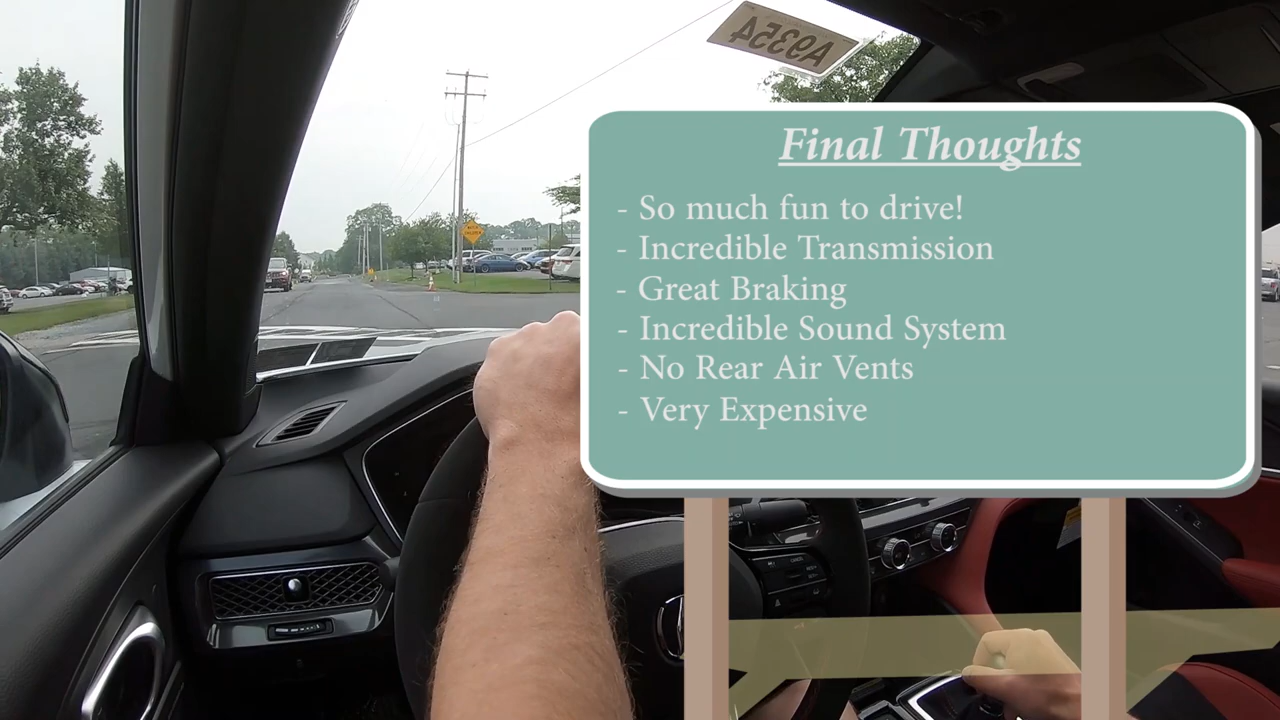 A9354
Final Thoughts
- So much fun to drive!
- Incredible Transmission
- Great Braking
- Incredible Sound System
- No Rear Air Vents
- Very Expensive